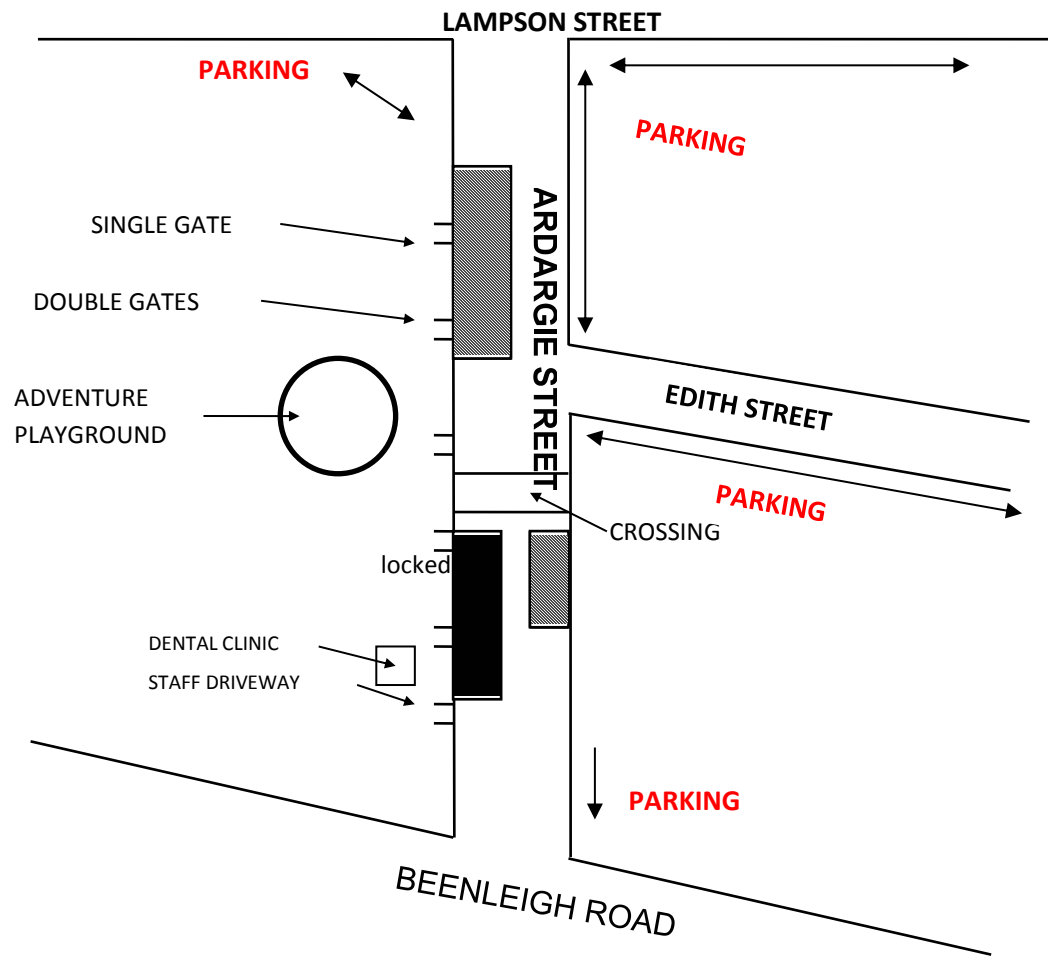 LAMPSON STREET
PARKING
PARKING
SINGLE GATE
ARDARGIE STREET
DOUBLE GATES
ADVENTURE
PLAYGROUND
EDITH STREET
PARKING
CROSSING
locked
DENTAL CLINIC
STAFF DRIVEWAY
PARKING
BEENLEIGH ROAD